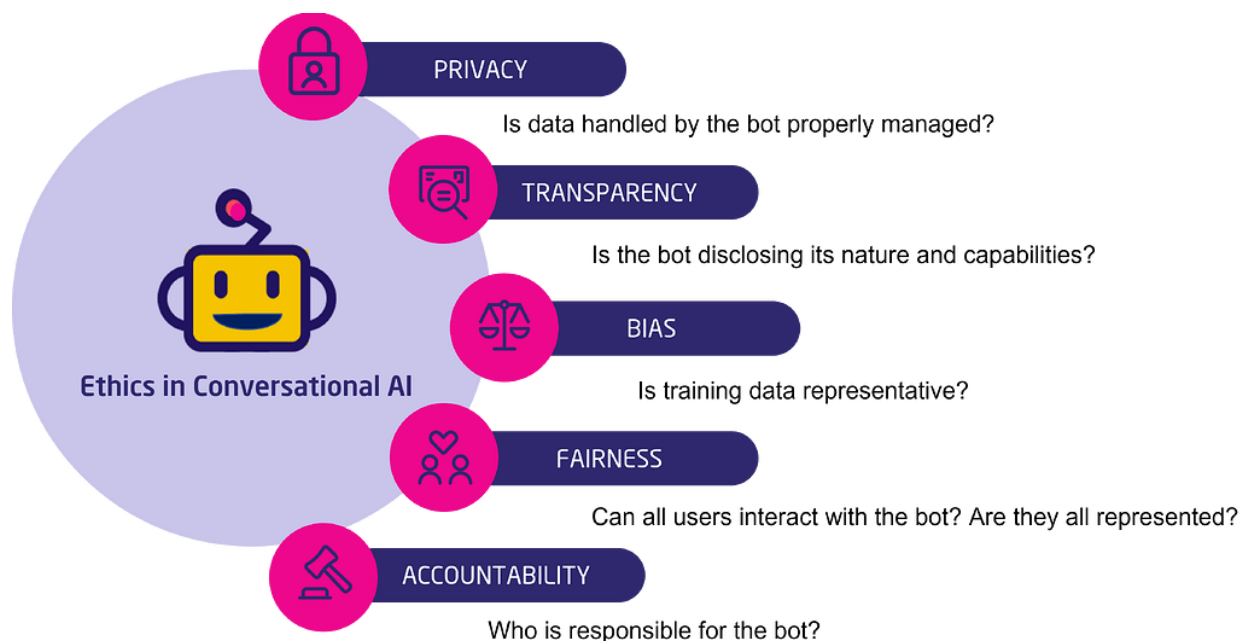 PRIVACY
Is data handled by the bot properly managed?
TRANSPARENCY
Is the bot disclosing its nature and capabilities?
BIAS
Is training data representative?
Ethics in Conversational AI
FAIRNESS
Can all users interact with the bot? Are they all represented?
ACCOUNTABILITY
Who is responsible for the bot?